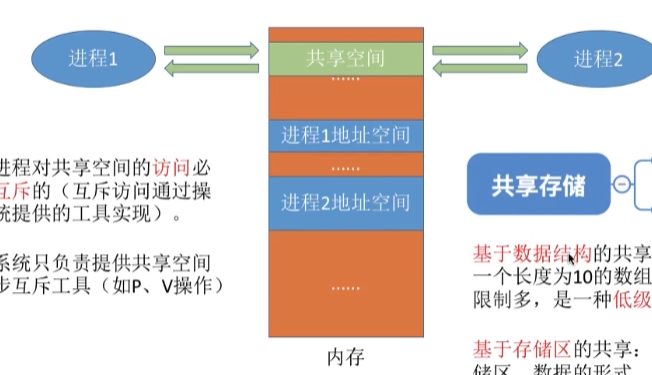 进程1
共享空间
进程2
......
进程1地址空间
......
进程2地址空间
......
内存
进程对共享空间的访问必
互斥的（互斥访问通过操
统提供的工具实现）。
系统只负责提供共享空间
步互斥工具（如P、V操作）
共享存储
基于数据结构的共享
一个长度为10的数组
限制多，是一种低级
基于存储区的共享：
储区，数据的形式